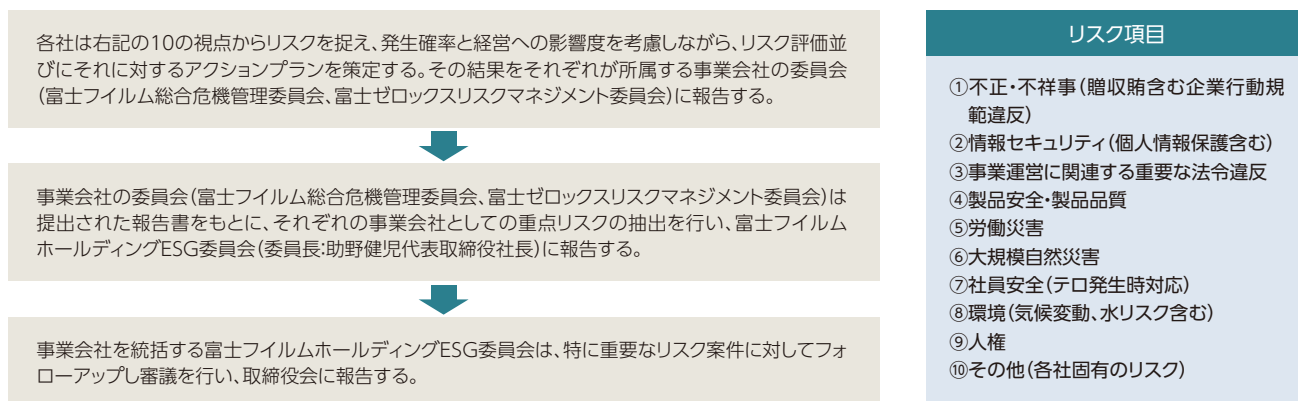 各社は右記の10の視点からリスクを捉え、発生確率と経営への影響度を考慮しながら、リスク評価並
びにそれに対するアクションプランを策定する。その結果をそれぞれが所属する事業会社の委員会
（富士フイルム総合危機管理委員会、富士ゼロックスリスクマネジメント委員会）に報告する。
事業会社の委員会（富士フイルム総合危機管理委員会、富士ゼロックスリスクマネジメント委員会）は
提出された報告書をもとに、それぞれの事業会社としての重点リスクの抽出を行い、富士フイルム
ホールディングESG委員会（委員長:助野健児代表取締役社長）に報告する。
事業会社を統括する富士フイルムホールディングESG委員会は、特に重要なリスク案件に対してフォ
ローアップし審議を行い、取締役会に報告する。
リスク項目
①不正・不祥事（贈収賄含む企業行動規
範違反）
②情報セキュリティ（個人情報保護含む）
③事業運営に関連する重要な法令違反
④製品安全・製品品質
⑤労働災害
⑥大規模自然災害
⑦社員安全（テロ発生時対応）
⑧環境（気候変動、水リスク含む）
⑨人権
⑩その他（各社固有のリスク）